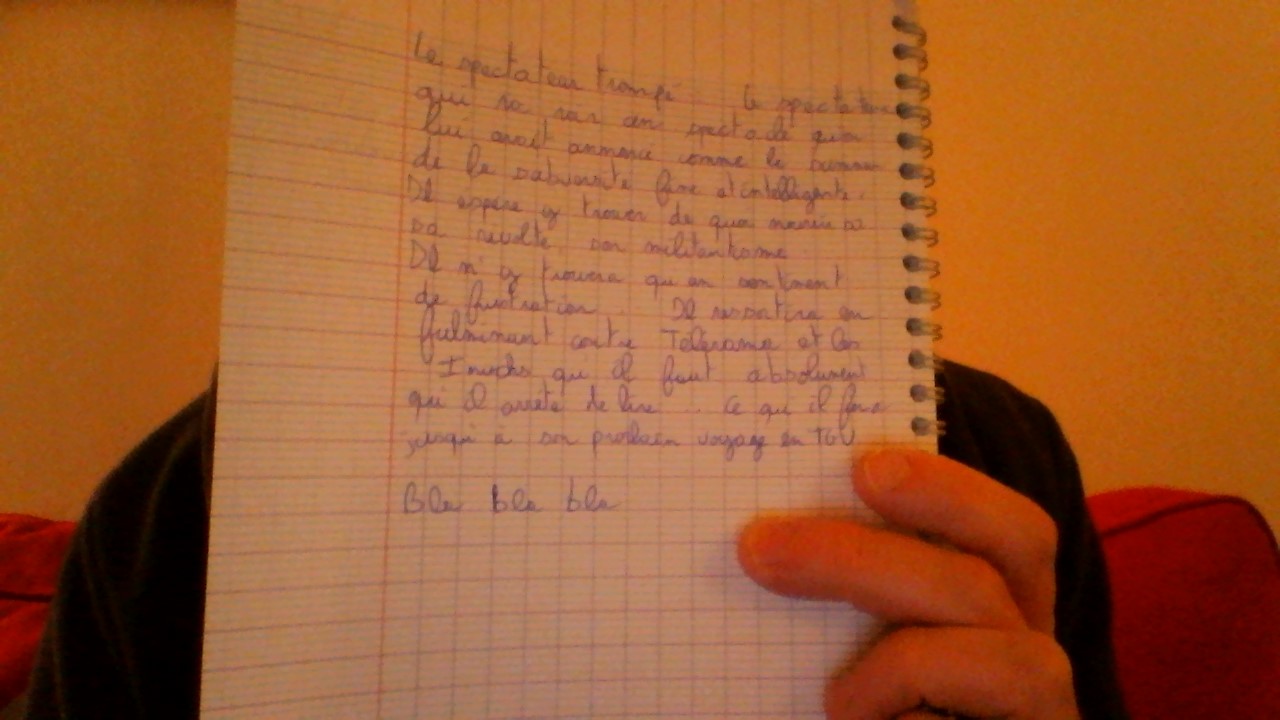 Le spectateur trompé : le spectateur
qui va voir un spectacle qu'on
lui avait annoncé comme le summum
de la subversité fine et intelligente.
Il espère y trouver de quoi nourrir
sa révolte, son militantisme.
Il n'y trouvera qu'un sentiment
de frustration. Il ressortira en
fulminant contre Télérama et les
Inrocks qu'il faut absolument
qu'il arrête de lire... Ce qu'il fera
jusqu'à son prochain voyage en TGV
Bla bla bla